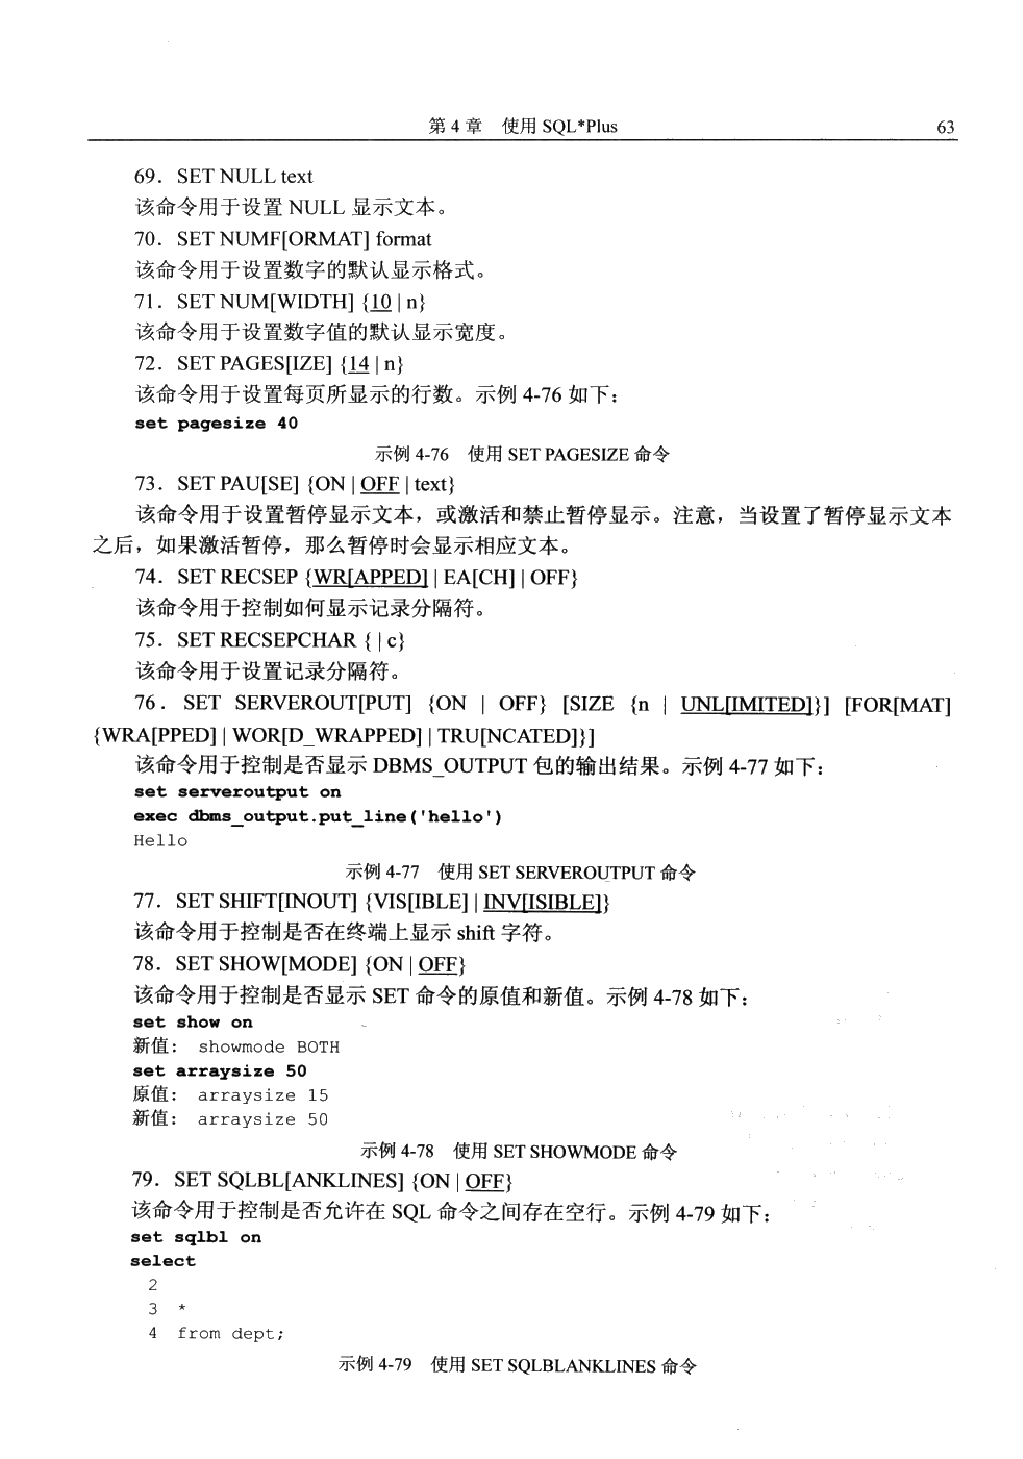 第 4 章 使用 SQL*Plus 63
69．SET NULL text
该命令用于设置 NULL 显示文本。
70．SET NUMF[ORMAT] format
该命令用于设置数字的默认显示格式。
71．SET NUM[WIDTH] {10 | n}
该命令用于设置数字值的默认显示宽度。
72．SET PAGES[IZE] {14 | n}
该命令用于设置每页所显示的行数。示例 4-76 如下：
set pagesize 40
示例 4-76 使用 SET PAGESIZE 命令
73．SET PAU[SE] {ON | OFF | text}
该命令用于设置暂停显示文本，或激活和禁止暂停显示。注意，当设置了暂停显示文本
之后，如果激活暂停，那么暂停时会显示相应文本。
74．SET RECSEP {WR[APPED] | EA[CH] | OFF}
该命令用于控制如何显示记录分隔符。
75．SET RECSEPCHAR { | c}
该命令用于设置记录分隔符。
76．SET SERVEROUT[PUT] {ON | OFF} [SIZE {n | UNL[IMITED]}] [FOR[MAT]
{WRA[PPED] | WOR[D_WRAPPED] | TRU[NCATED]}]
该命令用于控制是否显示 DBMS_OUTPUT 包的输出结果。示例 4-77 如下：
set serveroutput on
exec dbms_output.put_line('hello')
Hello
示例 4-77 使用 SET SERVEROUTPUT 命令
77．SET SHIFT[INOUT] {VIS[IBLE] | INV[ISIBLE]}
该命令用于控制是否在终端上显示 shift 字符。
78．SET SHOW[MODE] {ON | OFF}
该命令用于控制是否显示 SET 命令的原值和新值。示例 4-78 如下：
set show on
新值： showmode BOTH
set arraysize 50
原值： arraysize 15
新值： arraysize 50
示例 4-78 使用 SET SHOWMODE 命令
79．SET SQLBL[ANKLINES] {ON | OFF}
该命令用于控制是否允许在 SQL 命令之间存在空行。示例 4-79 如下：
set sqlbl on
select
2
3 *
4 from dept;
示例 4-79 使用 SET SQLBLANKLINES 命令